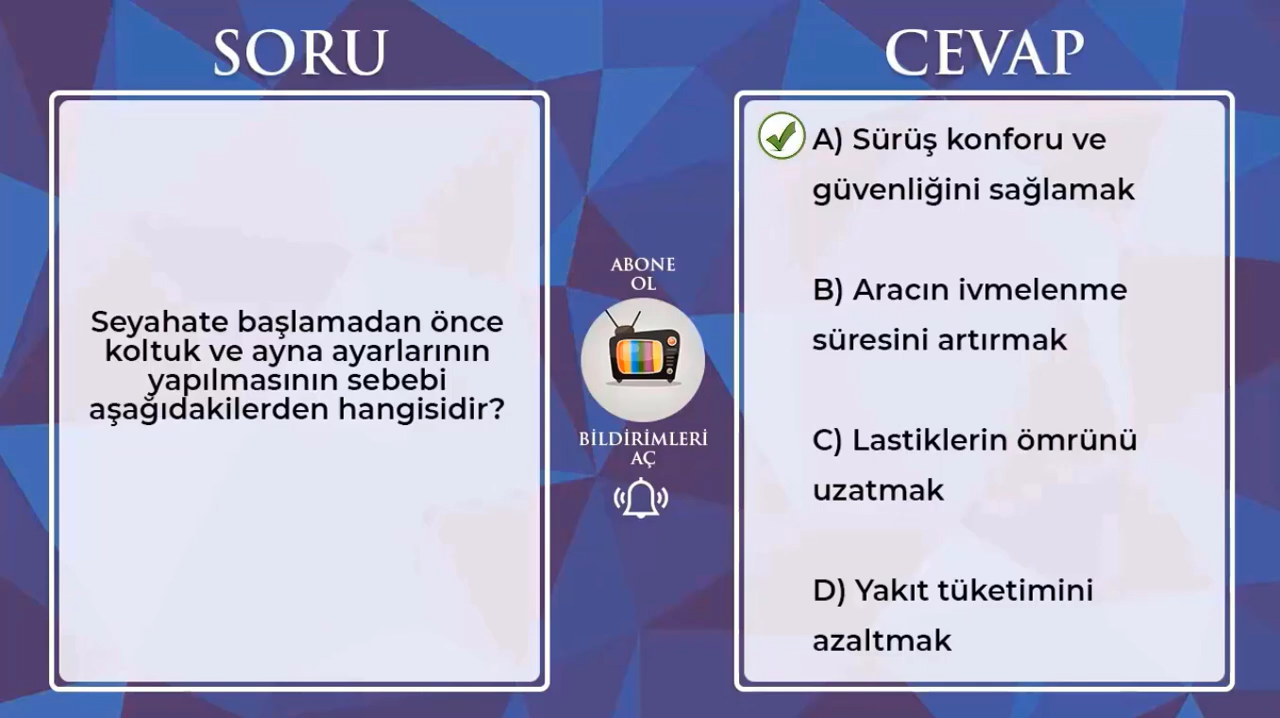 SORU
Seyahate başlamadan önce
koltuk ve ayna ayarlarının
yapılmasının sebebi
aşağıdakilerden hangisidir?
ABONE
OL
BİLDİRİMLERİ
AÇ
CEVAP
A) Sürüş konforu ve
güvenliğini sağlamak
B) Aracın ivmelenme
süresini artırmak
C) Lastiklerin ömrünü
uzatmak
D) Yakıt tüketimini
azaltmak